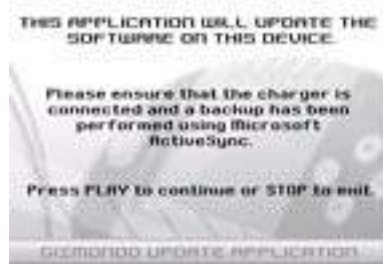 THIS APPLICATION WILL UPDATE THE
SOFTWARE ON THIS DEVICE.
Please ensure that the charger is
connected and a backup has been
performed using Microsoft
ActiveSync.
Press PLAY to continue or STOP to exit.
GIZMONDO UPDATE APPLICATION